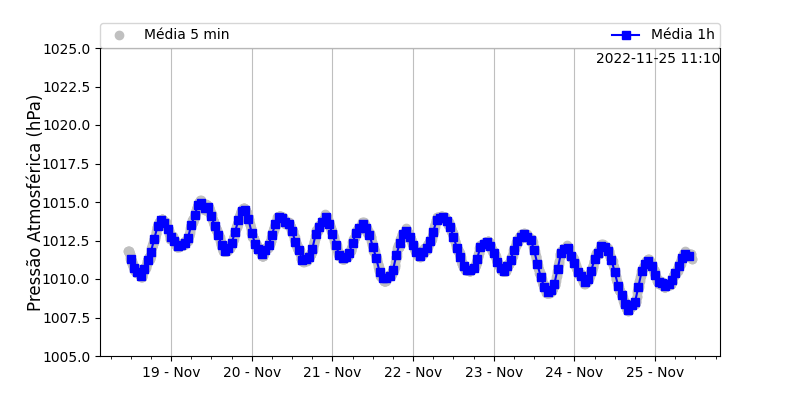 Média 5 min
Média 1h
2022-11-25 11:10
Pressão Atmosférica (hPa)
1025.0
1022.5
1020.0
1017.5
1015.0
1012.5
1010.0
1007.5
1005.0
19 - Nov
20 - Nov
21 - Nov
22 - Nov
23 - Nov
24 - Nov
25 - Nov